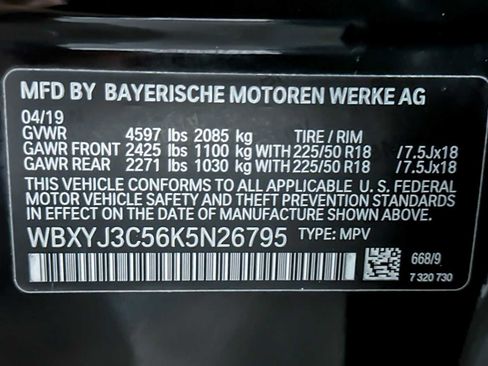 MFD BY BAYERISCHE MOTOREN WERKE AG
04/19
GVWR 4597 lbs 2085 kg TIRE / RIM
GAWR FRONT 2425 lbs 1100 kg WITH 225/50 R18 /7.5Jx18
GAWR REAR 2271 lbs 1030 kg WITH 225/50 R18 /7.5Jx18
THIS VEHICLE CONFORMS TO ALL APPLICABLE U. S. FEDERAL
MOTOR VEHICLE SAFETY AND THEFT PREVENTION STANDARDS
IN EFFECT ON THE DATE OF MANUFACTURE SHOWN ABOVE.
WBXYJ3C56K5N26795 TYPE: MPV
668/9
7 320 730